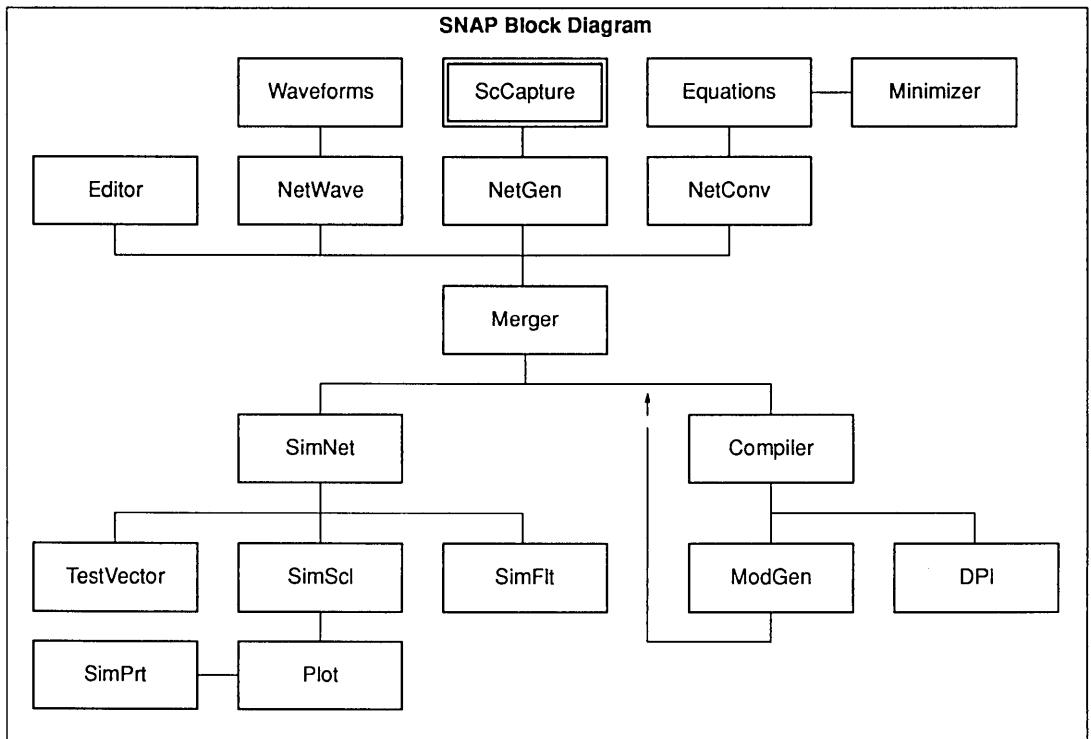 SNAP Block Diagram
Waveforms
ScCapture
Equations
Minimizer
Editor
NetWave
NetGen
NetConv
Merger
SimNet
Compiler
TestVector
SimScl
SimFlt
ModGen
DPI
SimPrt
Plot